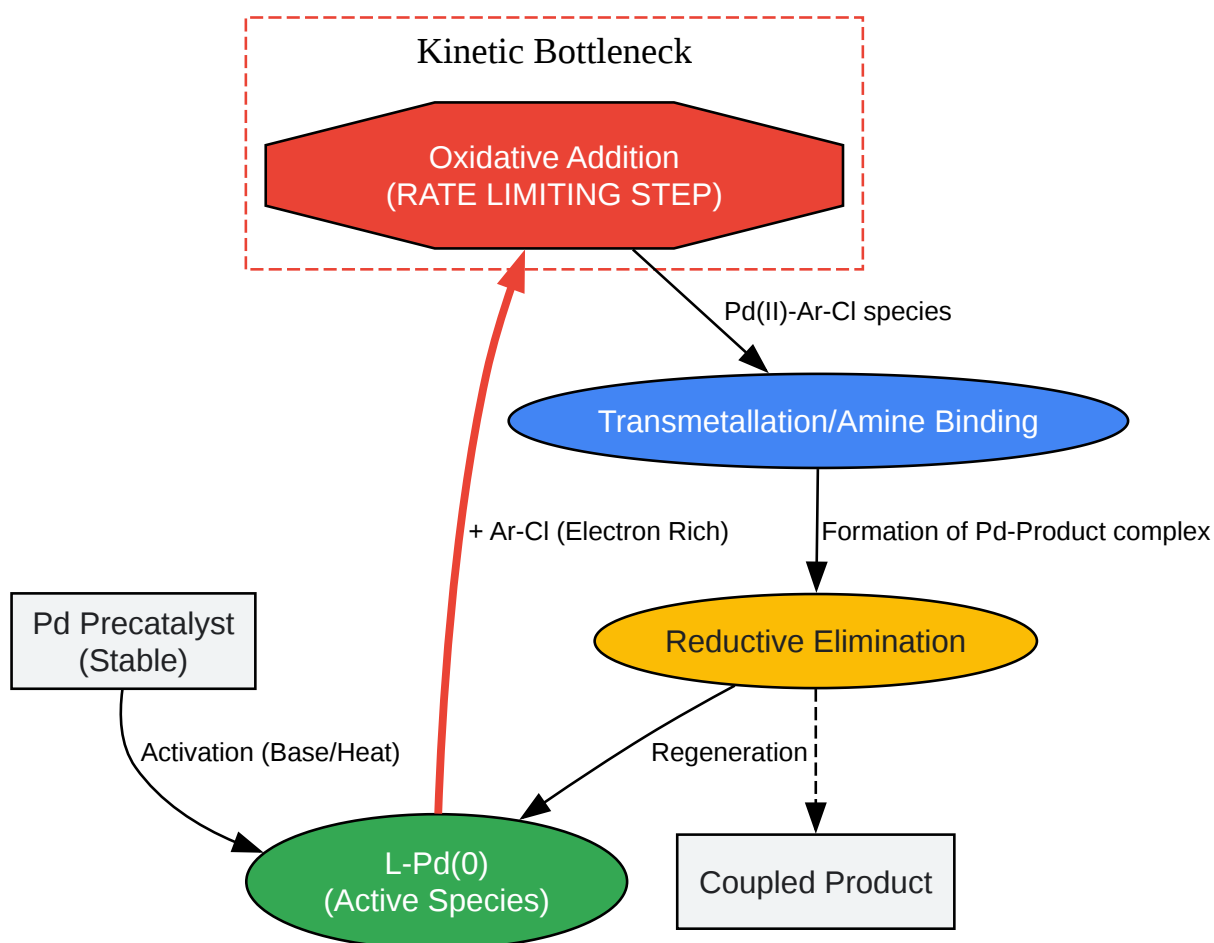 Kinetic Bottleneck
Oxidative Addition
(RATE LIMITING STEP)
Pd(II)-Ar-Cl species
Transmetallation/Amine Binding
+ Ar-Cl (Electron Rich)
Formation of Pd-Product complex
Pd Precatalyst
(Stable)
Reductive Elimination
Activation (Base/Heat)
Regeneration
L-Pd(0)
(Active Species)
Coupled Product